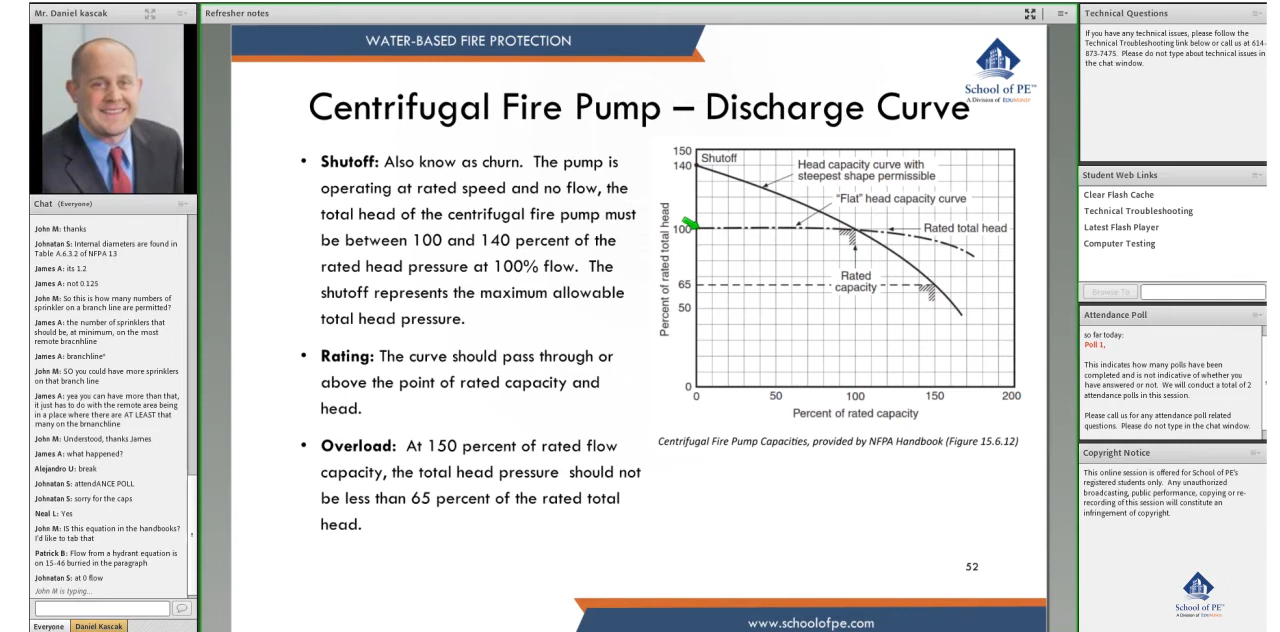 Mr. Daniel kascak
Chat (Everyone)
John M: thanks
Johnatan S: Internal diameters are found in
Table A.6.3.2 of NFPA 13
James A: its 1.2
James A: not 0.125
John M: So this is how many numbers of
sprinkler on a branch line are permitted?
James A: the number of sprinklers that
should be, at minimum, on the most
remote bracnhline
James A: branchline*
John M: SO you could have more sprinklers
on that branch line
James A: yea you can have more than that,
it just has to do with the remote area being
in a place where there are AT LEAST that
many on the brnanchline
John M: Understood, thanks James
James A: what happened?
Alejandro U: break
Johnatan S: attendANCE POLL
Johnatan S: sorry for the caps
Neal L: Yes
John M: IS this equation in the handbooks?
I'd like to tab that
Patrick B: Flow from a hydrant equation is
on 15-46 burried in the paragraph
Johnatan S: at 0 flow
John M is typing...
Everyone
Daniel Kascak
Refresher notes
WATER-BASED FIRE PROTECTION
School of PE™
A Division of EDUMIND®
Centrifugal Fire Pump – Discharge Curve
• Shutoff: Also know as churn. The pump is
operating at rated speed and no flow, the
total head of the centrifugal fire pump must
be between 100 and 140 percent of the
rated head pressure at 100% flow. The
shutoff represents the maximum allowable
total head pressure.
• Rating: The curve should pass through or
above the point of rated capacity and
head.
• Overload: At 150 percent of rated flow
capacity, the total head pressure should not
be less than 65 percent of the rated total
head.
150
140
100
65
50
0
Percent of rated total head
Shutoff
Head capacity curve with
steepest shape permissible
"Flat" head capacity curve
Rated total head
Rated
capacity
0 50 100 150 200
Percent of rated capacity
Centrifugal Fire Pump Capacities, provided by NFPA Handbook (Figure 15.6.12)
52
www.schoolofpe.com
Technical Questions
If you have any technical issues, please follow the
Technical Troubleshooting link below or call us at 614-
873-7475. Please do not type about technical issues in
the chat window.
Student Web Links
Clear Flash Cache
Technical Troubleshooting
Latest Flash Player
Computer Testing
Browse To
Attendance Poll
so far today:
Poll 1,
This indicates how many polls have been
completed and is not indicative of whether you
have answered or not. We will conduct a total of 2
attendance polls in this session.
Please call us for any attendance poll related
questions. Please do not type in the chat window.
Copyright Notice
This online session is offered for School of PE's
registered students only. Any unauthorized
broadcasting, public performance, copying or re-
recording of this session will constitute an
infringement of copyright.
School of PE™
A Division of EDUMIND®